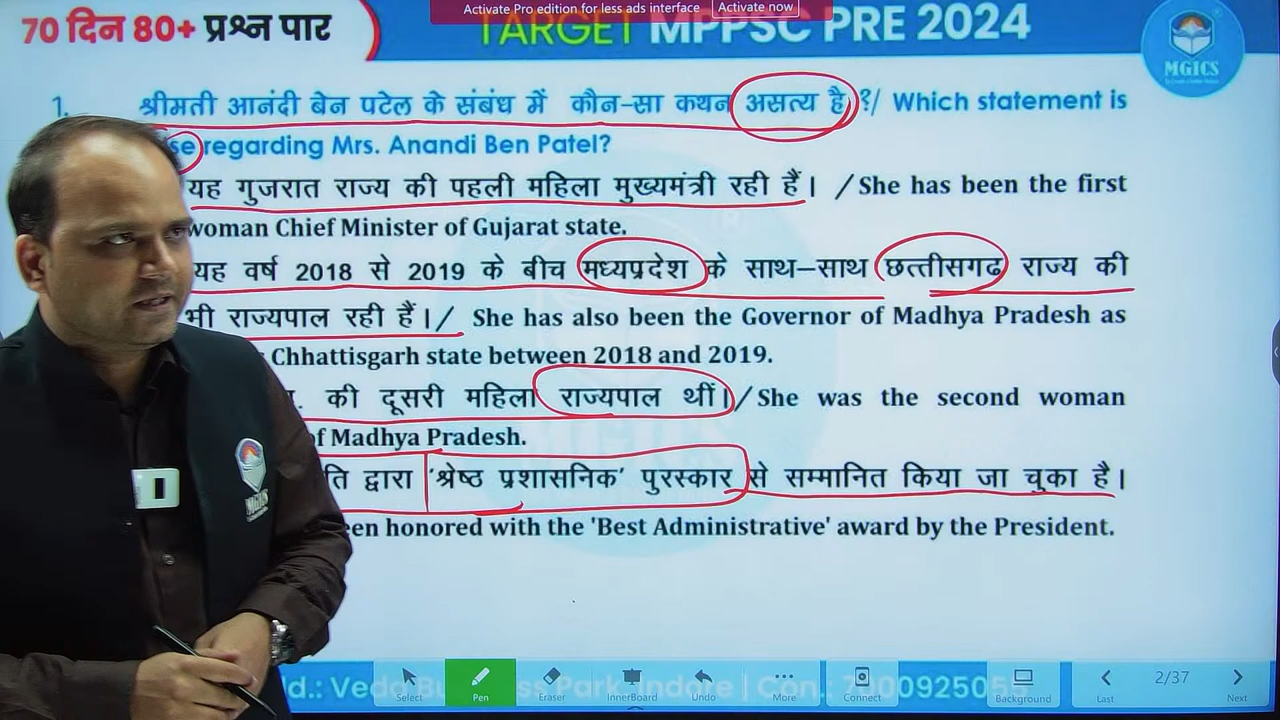 Activate Pro edition for less ads interface Activate now
70 दिन 80+ प्रश्न पार
TARGET MPPSC PRE 2024
MGICS
1. श्रीमती आनंदी बेन पटेल के संबंध में कौन-सा कथन असत्य है ?/ Which statement is
se regarding Mrs. Anandi Ben Patel?
यह गुजरात राज्य की पहली महिला मुख्यमंत्री रही हैं। / She has been the first
woman Chief Minister of Gujarat state.
यह वर्ष 2018 से 2019 के बीच मध्यप्रदेश के साथ–साथ छत्तीसगढ राज्य की
भी राज्यपाल रही हैं।/ She has also been the Governor of Madhya Pradesh as
Chhattisgarh state between 2018 and 2019.
की दूसरी महिला राज्यपाल थीं।/She was the second woman
of Madhya Pradesh.
ति द्वारा 'श्रेष्ठ प्रशासनिक' पुरस्कार से सम्मानित किया जा चुका है।
en honored with the 'Best Administrative' award by the President.
MGICS
Select Pen Eraser InnerBoard Undo More Connect Background Last 2/37 Next